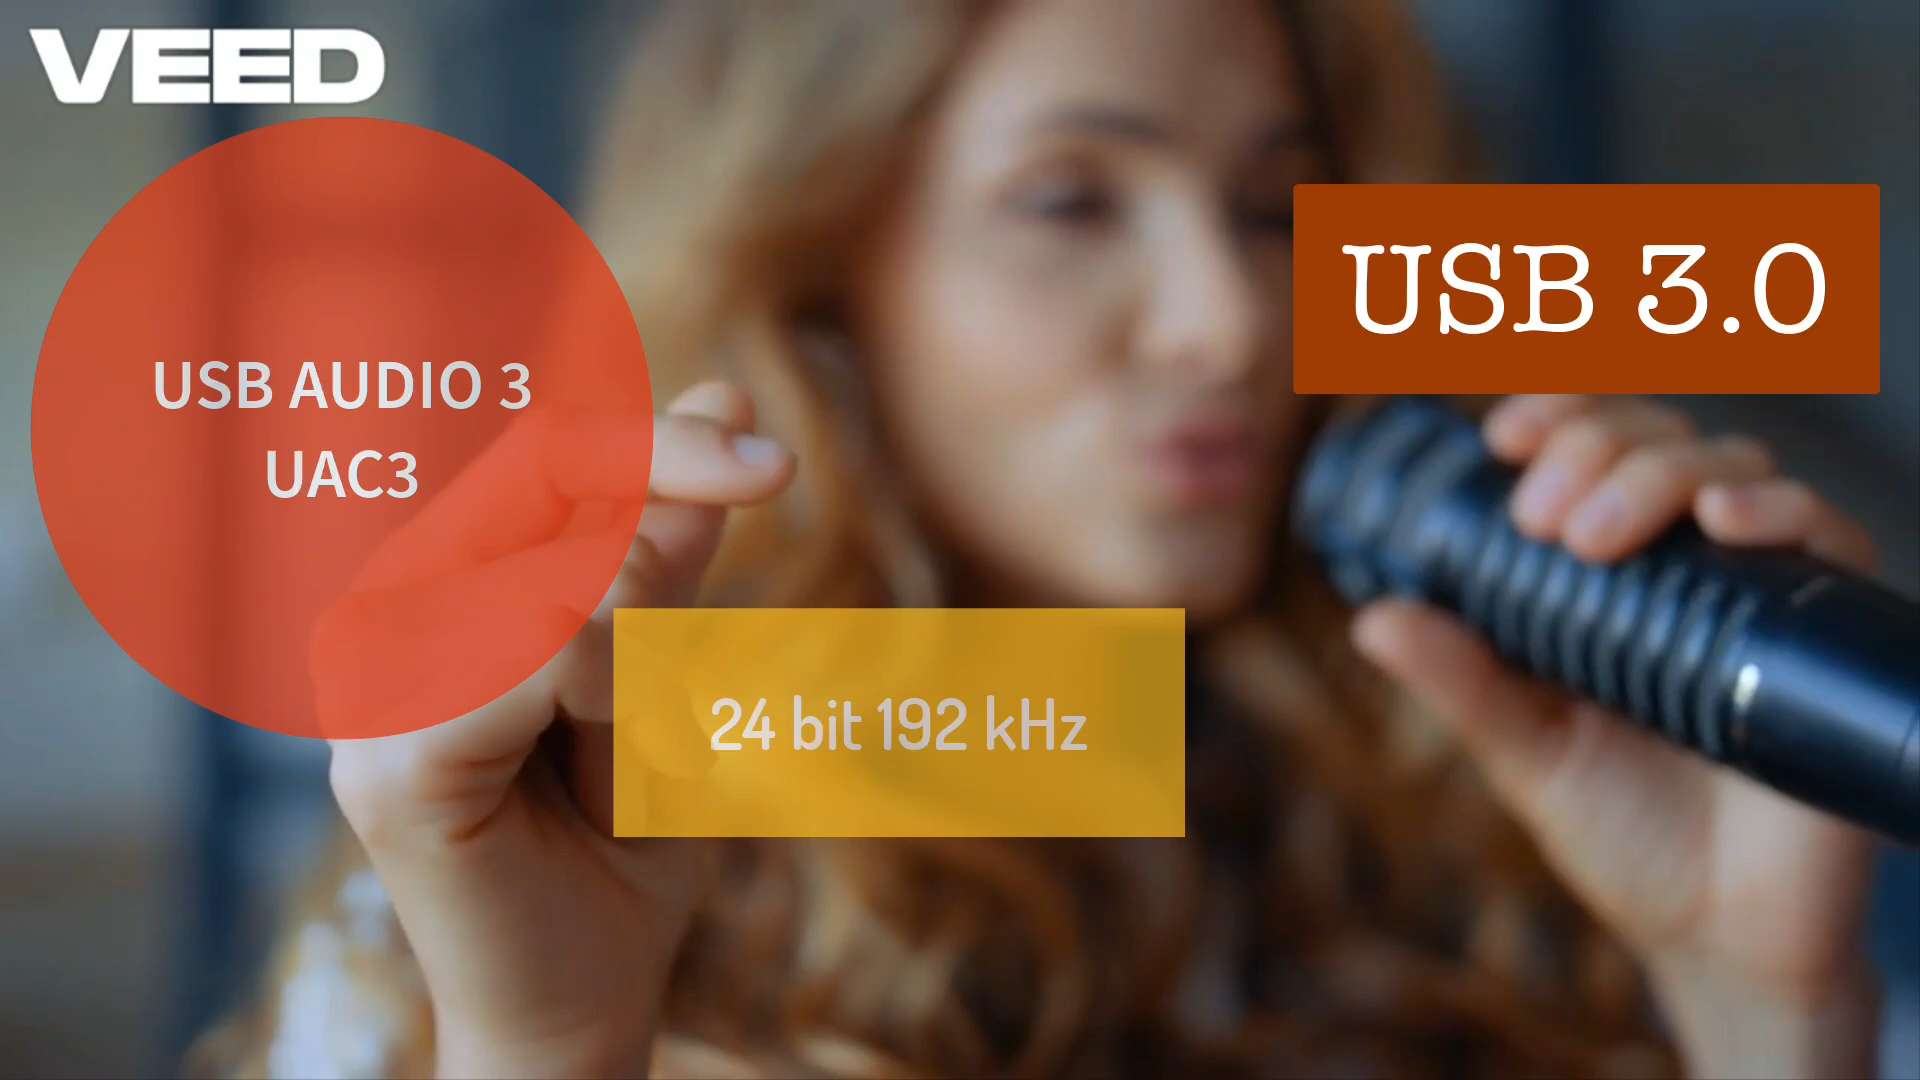 VEED
USB 3.0
USB AUDIO 3
UAC3
24 bit 192 kHz